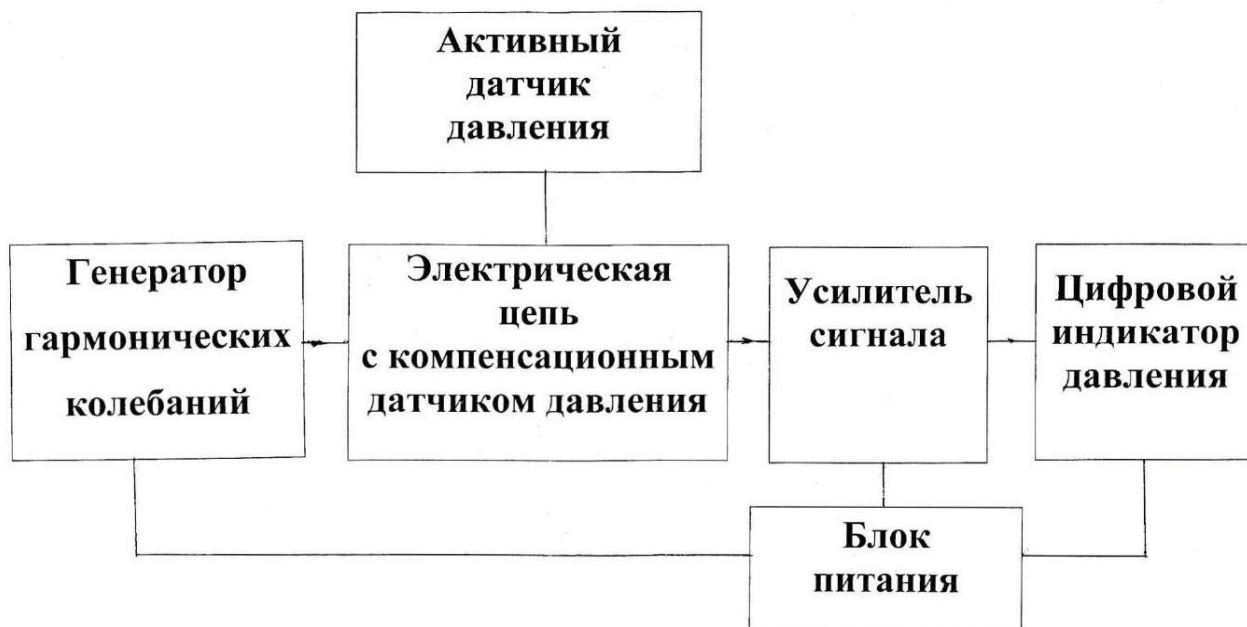 Активный
датчик
давления
Генератор
гармонических
колебаний
Электрическая
цепь
с компенсационным
датчиком давления
Усилитель
сигнала
Цифровой
индикатор
давления
Блок
питания